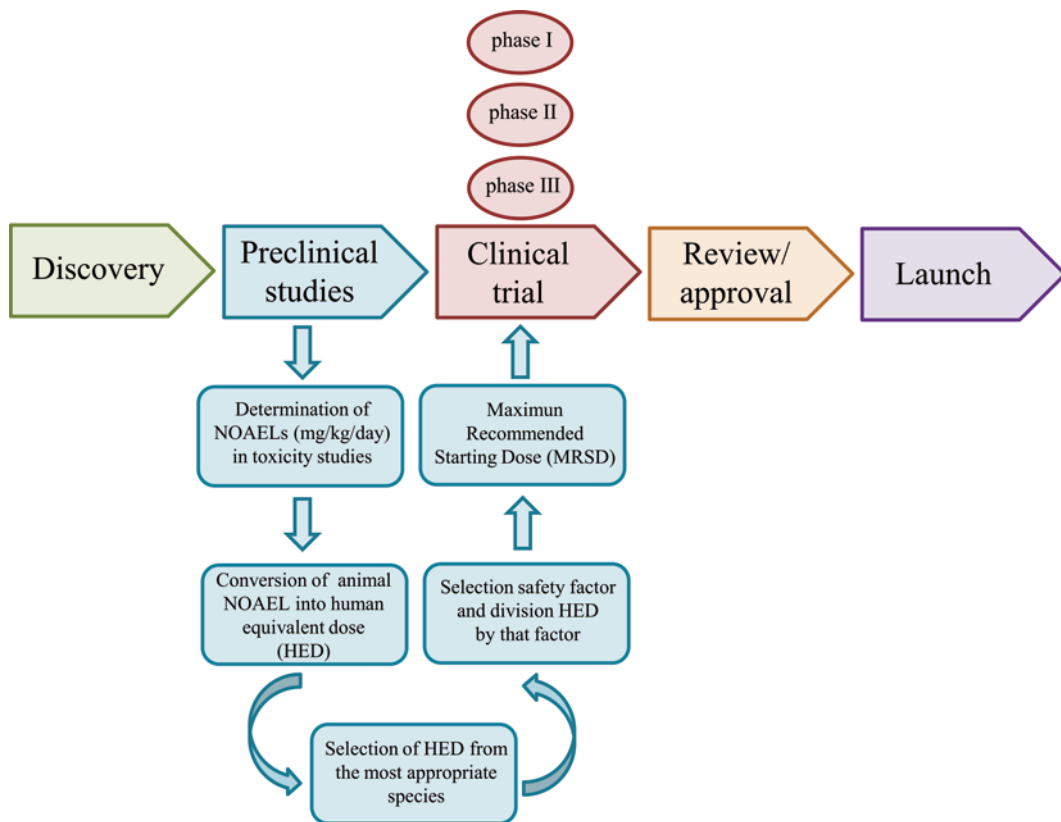 phase I
phase II
phase III
Discovery
Preclinical
studies
Clinical
trial
Review/
approval
Launch
Determination of
NOAELs (mg/kg/day)
in toxicity studies
Maximun
Recommended
Starting Dose (MRSD)
Conversion of animal
NOAEL into human
equivalent dose
(HED)
Selection safety factor
and division HED
by that factor
Selection of HED from
the most appropriate
species